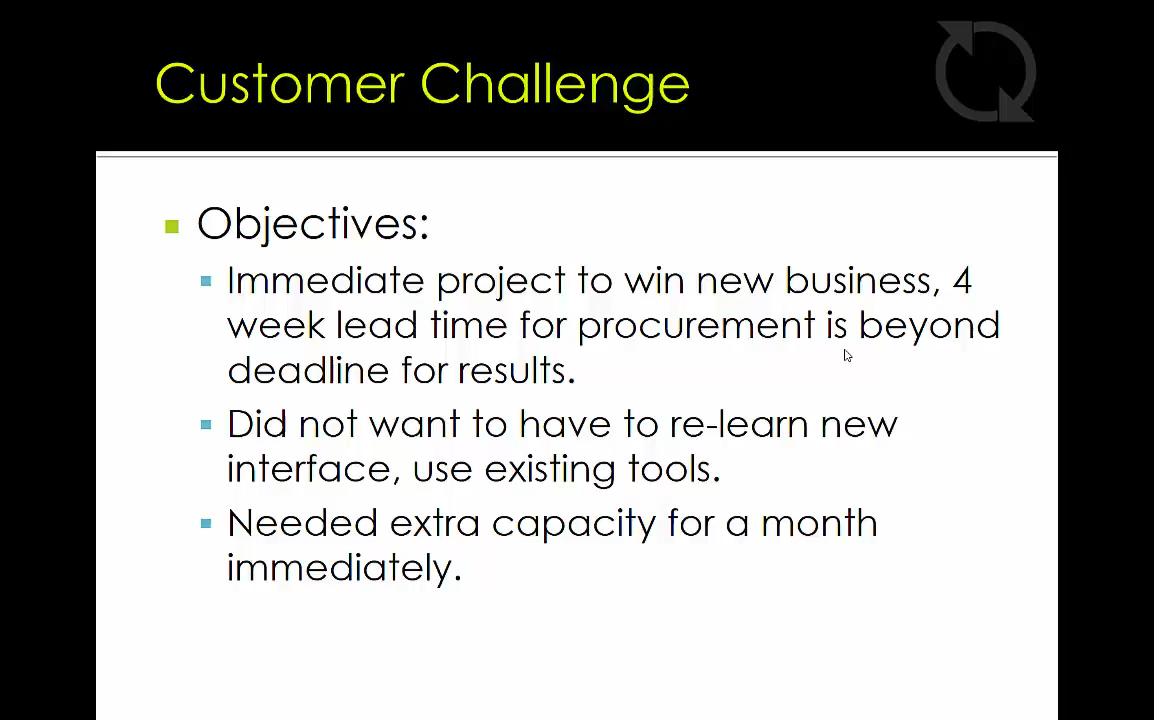 Customer Challenge
Objectives:
Immediate project to win new business, 4
week lead time for procurement is beyond
deadline for results.
Did not want to have to re-learn new
interface, use existing tools.
Needed extra capacity for a month
immediately.